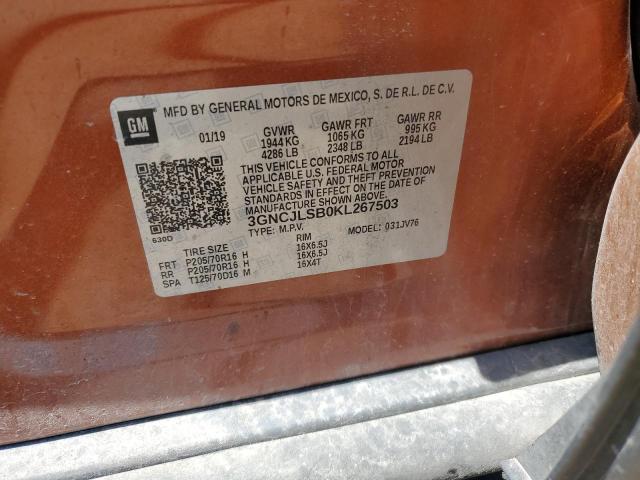 MFD BY GENERAL MOTORS DE MEXICO, S. DE R.L. DE C.V.
GM
01/19 GVWR GAWR FRT GAWR RR
1944 KG 1065 KG 995 KG
4286 LB 2348 LB 2194 LB
THIS VEHICLE CONFORMS TO ALL
APPLICABLE U.S. FEDERAL MOTOR
VEHICLE SAFETY AND THEFT PREVENTION
STANDARDS IN EFFECT ON THE DATE OF
MANUFACTURE SHOWN ABOVE.
3GNCJLSB0KL267503
TYPE: M.P.V. MODEL: 031JV76
630D
TIRE SIZE RIM
FRT P205/70R16 H 16X6.5J
RR P205/70R16 H 16X6.5J
SPA T125/70D16 M 16X4T